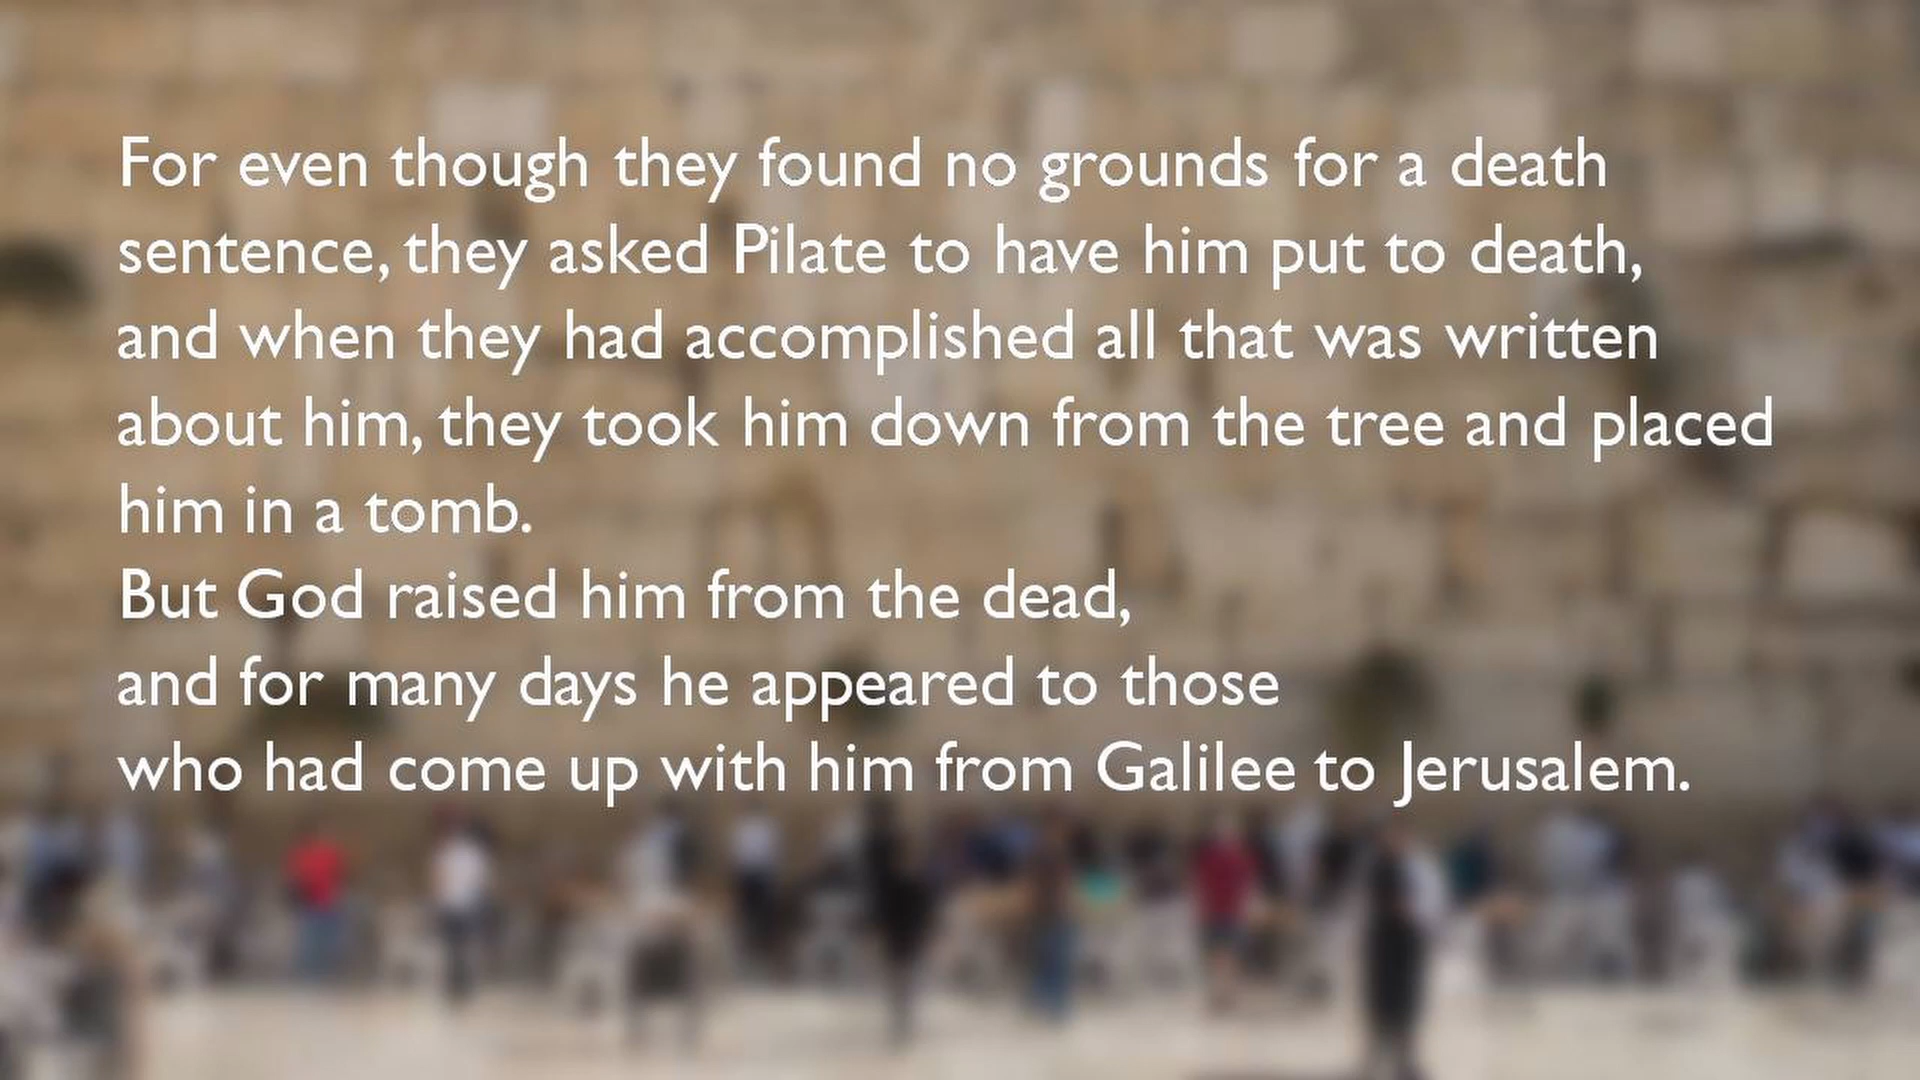 For even though they found no grounds for a death
sentence, they asked Pilate to have him put to death,
and when they had accomplished all that was written
about him, they took him down from the tree and placed
him in a tomb.
But God raised him from the dead,
and for many days he appeared to those
who had come up with him from Galilee to Jerusalem.